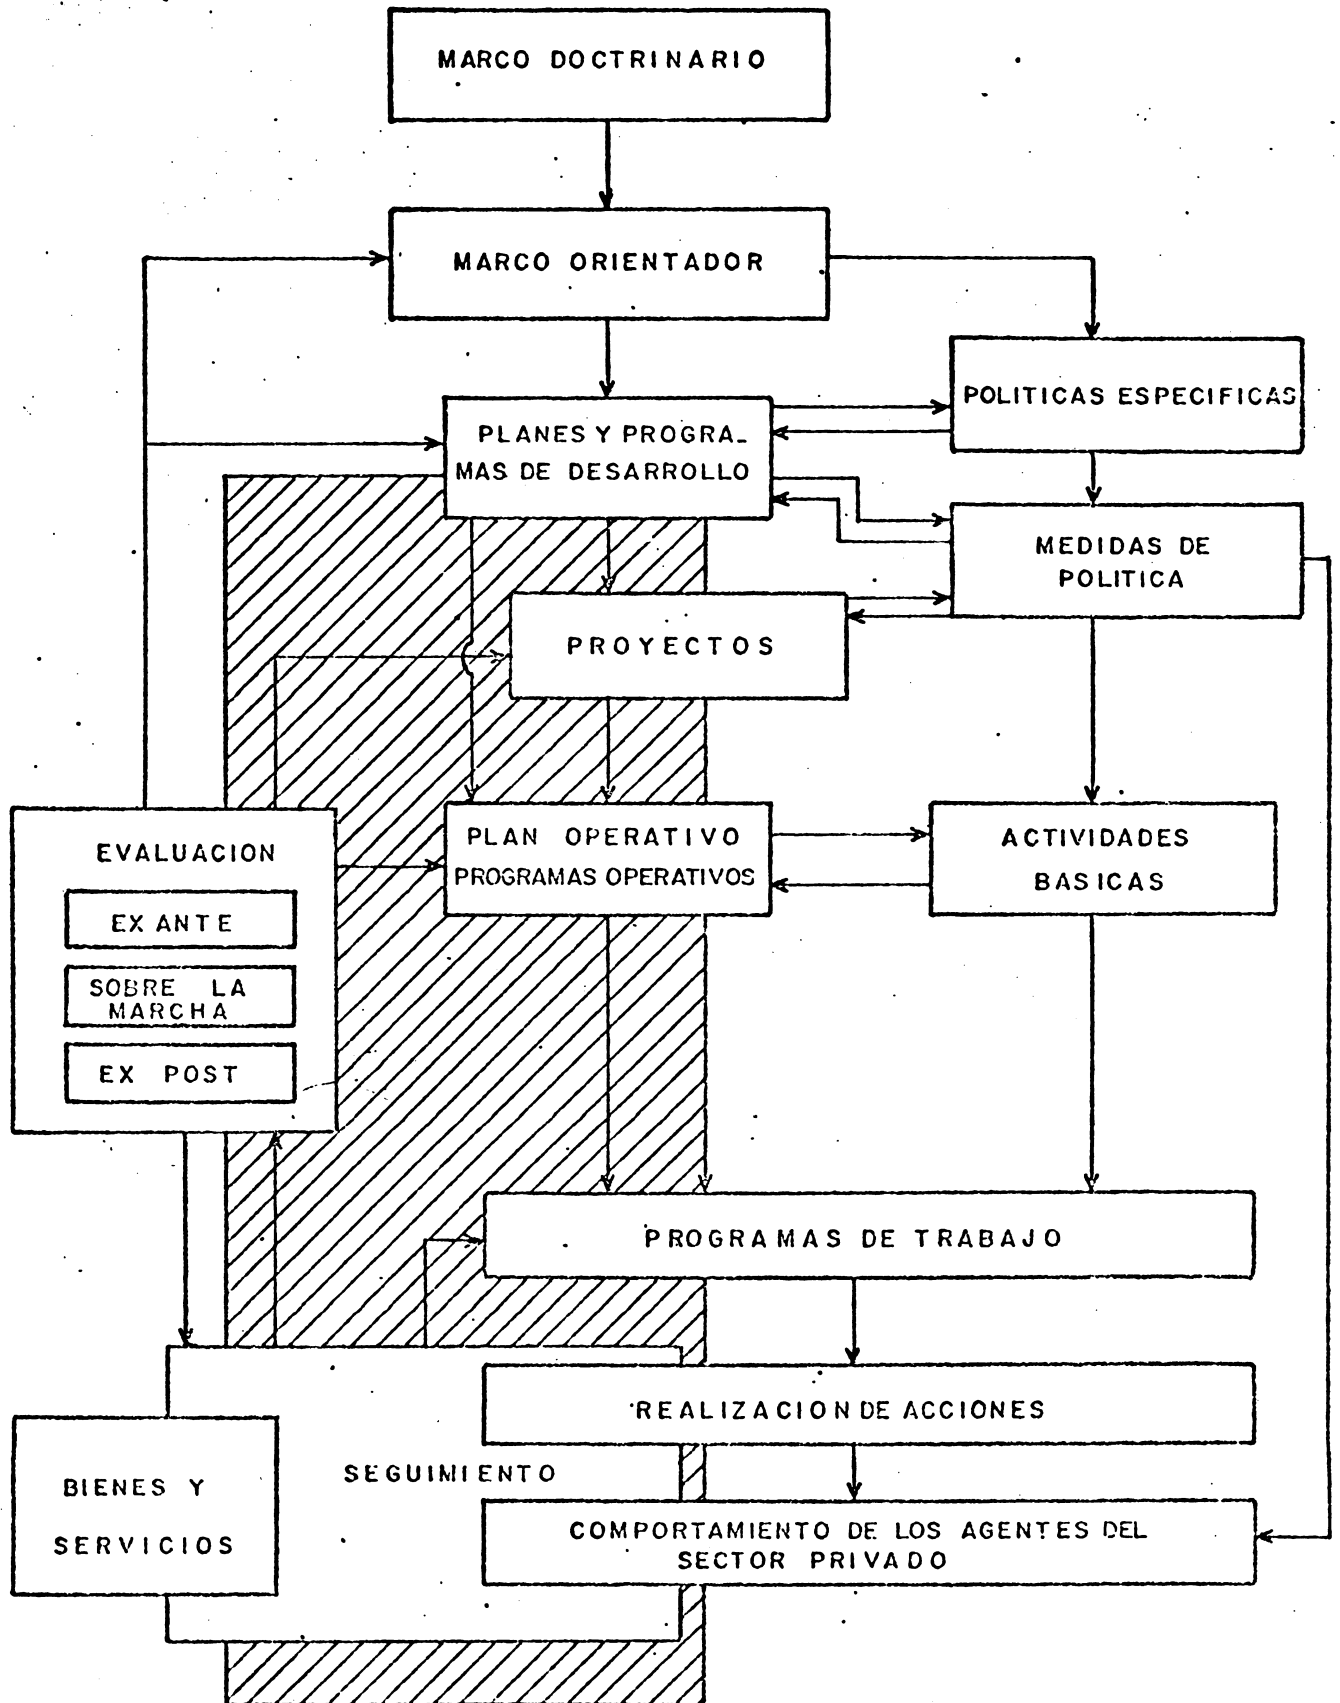 MARCO DOCTRINARIO
MARCO ORIENTADOR
POLITICAS ESPECIFICAS
PLANES Y PROGRA_
MAS DE DESARROLLO
MEDIDAS DE
POLITICA
PROYECTOS
PLAN OPERATIVO
PROGRAMAS OPERATIVOS
ACTIVIDADES
BASICAS
EVALUACION
EX ANTE
SOBRE LA
MARCHA
EX POST
PROGRAMAS DE TRABAJO
REALIZACION DE ACCIONES
SEGUIMIENTO
BIENES Y
SERVICIOS
COMPORTAMIENTO DE LOS AGENTES DEL
SECTOR PRIVADO